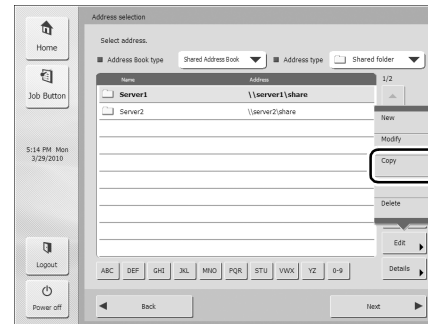 Address selection
Home
Select address.
Address Book type Shared Address Book Address type Shared folder
Name Address 1/2
Server1 \\server1\share
Server2 \\server2\share
Job Button
New
Modify
Copy
5:14 PM Mon
3/29/2010
Delete
Edit
Logout
ABC DEF GHI JKL MNO PQR STU VWX YZ 0-9 Details
Power off
Back Next